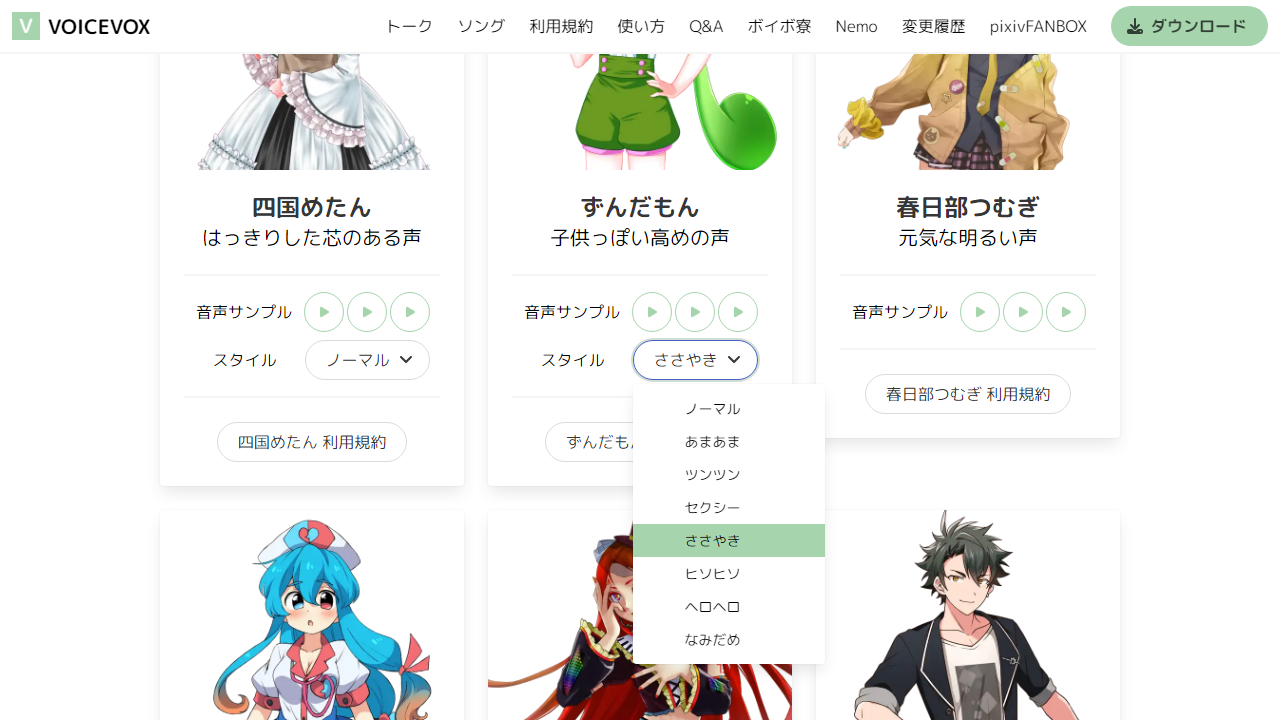 V VOICEVOX
トーク ソング 利用規約 使い方 Q&A ボイボ寮 Nemo 変更履歴 pixivFANBOX ダウンロード
四国めたん
はっきりした芯のある声
音声サンプル
スタイル ノーマル
四国めたん 利用規約
ずんだもん
子供っぽい高めの声
音声サンプル
スタイル ささやき
ずんだも
ノーマル
あまあま
ツンツン
セクシー
ささやき
ヒソヒソ
ヘロヘロ
なみだめ
春日部つむぎ
元気な明るい声
音声サンプル
春日部つむぎ 利用規約